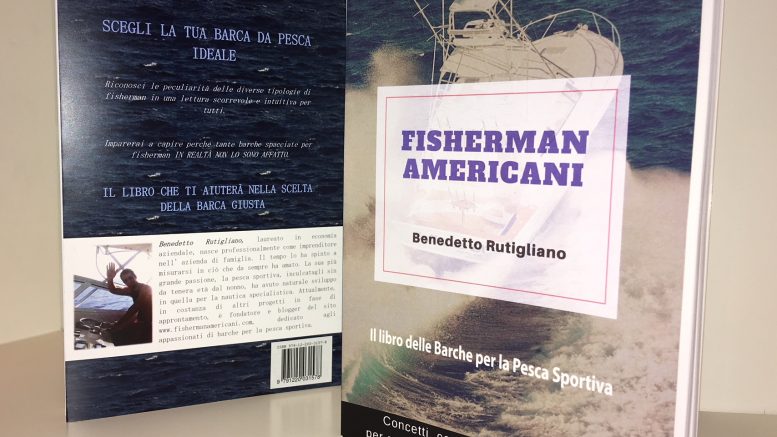 SCEGLI LA TUA BARCA DA PESCA
IDEALE
Riconosci le peculiarità delle diverse tipologie di
fisherman in una lettura scorrevole e intuitiva per
tutti.
Imparerai a capire perché tante barche spacciate per
fisherman IN REALTÀ NON LO SONO AFFATTO.
IL LIBRO CHE TI AIUTERÀ NELLA SCELTA
DELLA BARCA GIUSTA
Benedetto Rutigliano, laureato in economia
aziendale, nasce professionalmente come imprenditore
nell' azienda di famiglia. Il tempo lo ha spinto a
misurarsi in ciò che da sempre ha amato. La sua più
grande passione, la pesca sportiva, inculcatagli sin
da tenera età dal nonno, ha avuto naturale sviluppo
in quella per la nautica specialistica. Attualmente,
in costanza di altri progetti in fase di
approntamento, è fondatore e blogger del sito
www.fishermanamericani.com, dedicato agli
appassionati di barche per la pesca sportiva.
9791220031578
FISHERMAN
AMERICANI
Benedetto Rutigliano
Il libro delle Barche per la Pesca Sportiva
Concetti
per